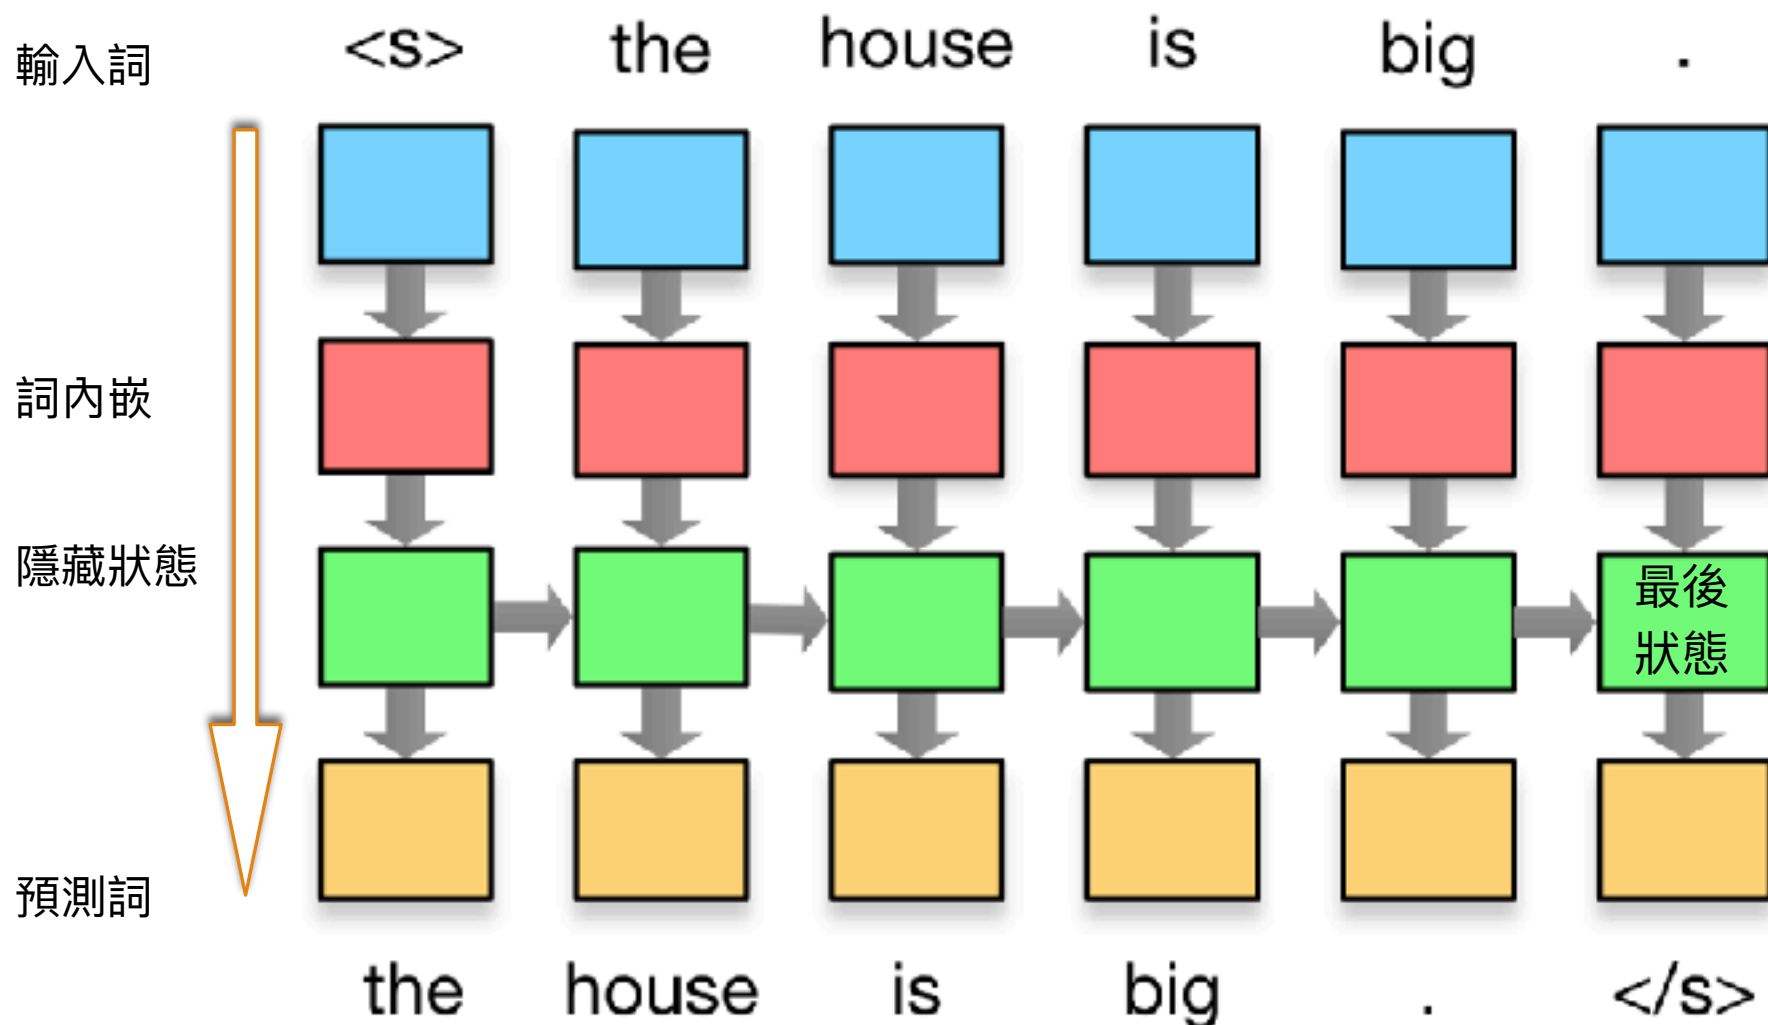 輸入詞 <s> the house is big .
詞內嵌
隱藏狀態
最後
狀態
預測詞
the house is big . </s>